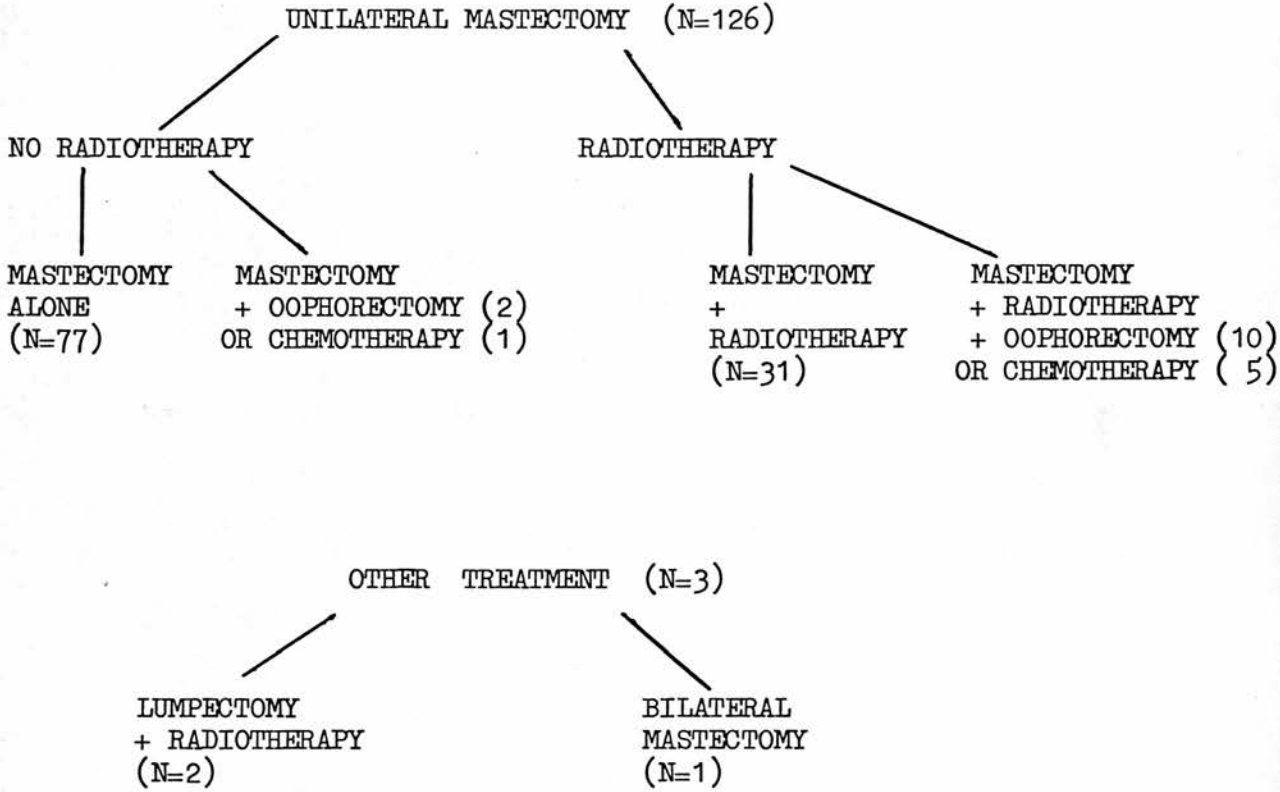 UNILATERAL MASTECTOMY (N=126)
NO RADIOTHERAPY
RADIOTHERAPY
MASTECTOMY
ALONE
(N=77)
MASTECTOMY
+ OOPHORECTOMY (2)
OR CHEMOTHERAPY (1)
MASTECTOMY
+
RADIOTHERAPY
(N=31)
MASTECTOMY
+ RADIOTHERAPY
+ OOPHORECTOMY (10)
OR CHEMOTHERAPY ( 5)
OTHER TREATMENT (N=3)
LUMPECTOMY
+ RADIOTHERAPY
(N=2)
BILATERAL
MASTECTOMY
(N=1)